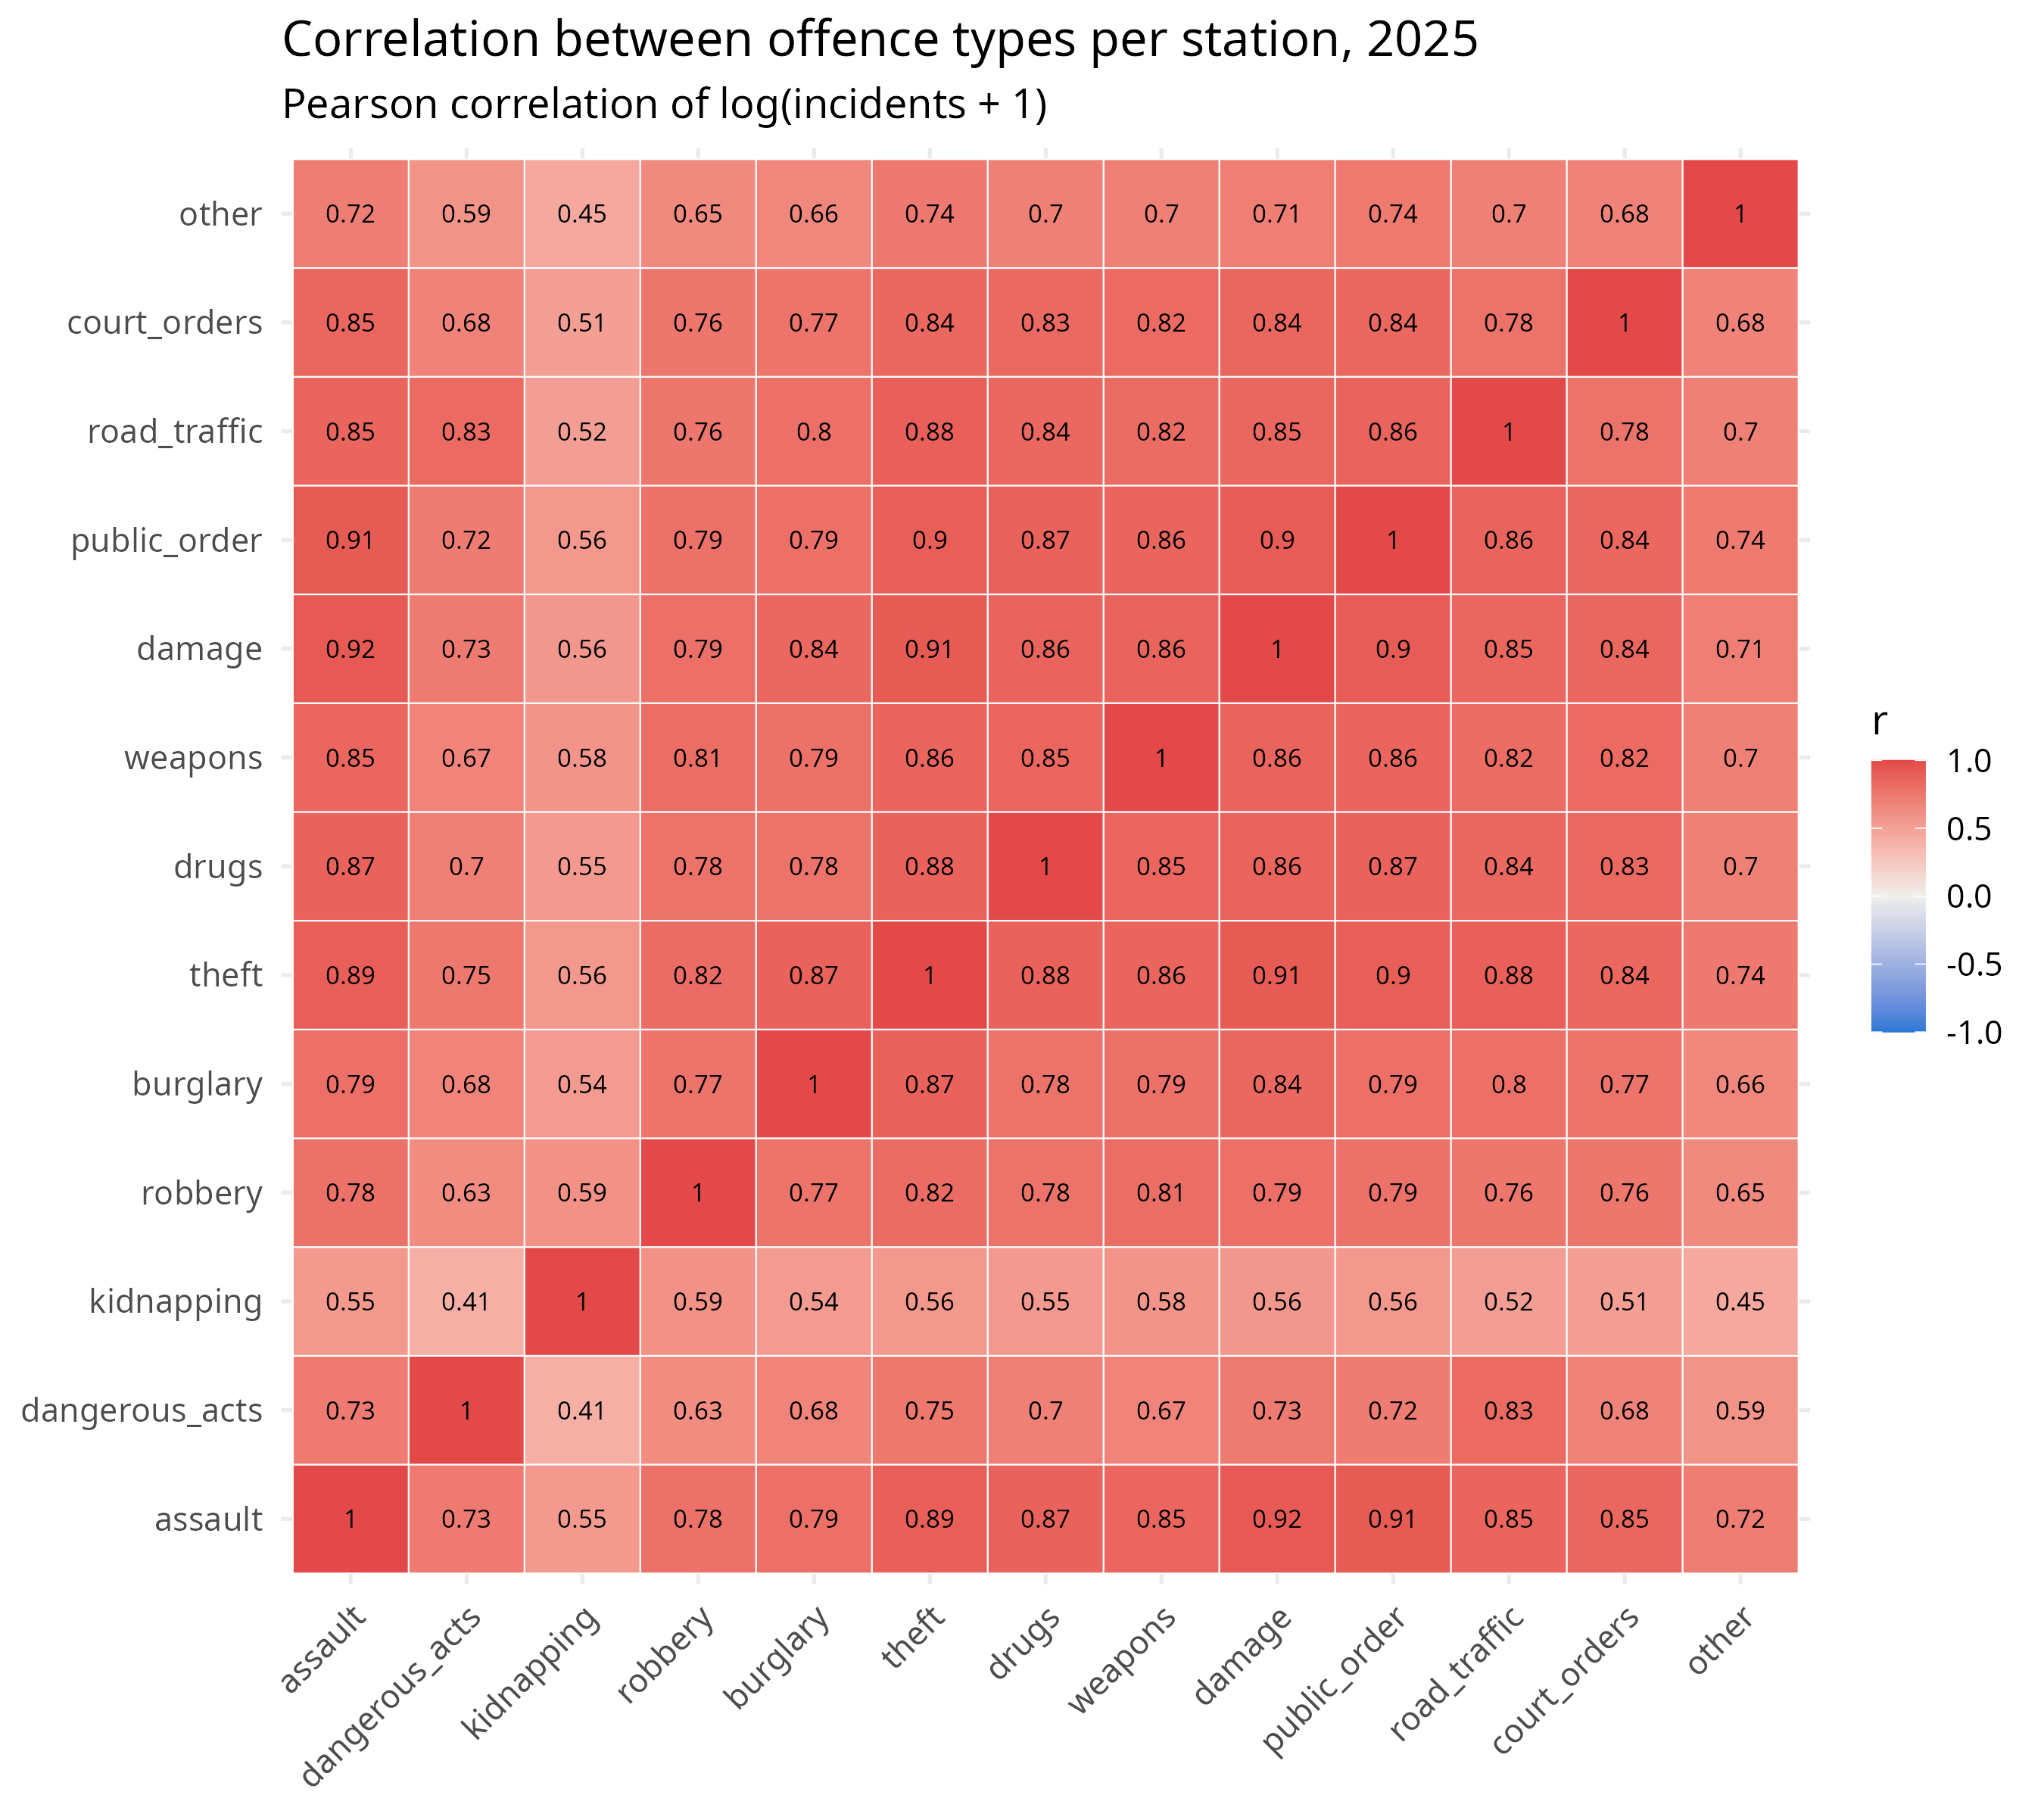 Correlation between offence types per station, 2025
Pearson correlation of log(incidents + 1)
other 0.72 0.59 0.45 0.65 0.66 0.74 0.7 0.7 0.71 0.74 0.7 0.68 1
court_orders 0.85 0.68 0.51 0.76 0.77 0.84 0.83 0.82 0.84 0.84 0.78 1 0.68
road_traffic 0.85 0.83 0.52 0.76 0.8 0.88 0.84 0.82 0.85 0.86 1 0.78 0.7
public_order 0.91 0.72 0.56 0.79 0.79 0.9 0.87 0.86 0.9 1 0.86 0.84 0.74
damage 0.92 0.73 0.56 0.79 0.84 0.91 0.86 0.86 1 0.9 0.85 0.84 0.71
weapons 0.85 0.67 0.58 0.81 0.79 0.86 0.85 1 0.86 0.86 0.82 0.82 0.7
drugs 0.87 0.7 0.55 0.78 0.78 0.88 1 0.85 0.86 0.87 0.84 0.83 0.7
theft 0.89 0.75 0.56 0.82 0.87 1 0.88 0.86 0.91 0.9 0.88 0.84 0.74
burglary 0.79 0.68 0.54 0.77 1 0.87 0.78 0.79 0.84 0.79 0.8 0.77 0.66
robbery 0.78 0.63 0.59 1 0.77 0.82 0.78 0.81 0.79 0.79 0.76 0.76 0.65
kidnapping 0.55 0.41 1 0.59 0.54 0.56 0.55 0.58 0.56 0.56 0.52 0.51 0.45
dangerous_acts 0.73 1 0.41 0.63 0.68 0.75 0.7 0.67 0.73 0.72 0.83 0.68 0.59
assault 1 0.73 0.55 0.78 0.79 0.89 0.87 0.85 0.92 0.91 0.85 0.85 0.72
assault dangerous_acts kidnapping robbery burglary theft drugs weapons damage public_order road_traffic court_orders other
r
1.0
0.5
0.0
-0.5
-1.0